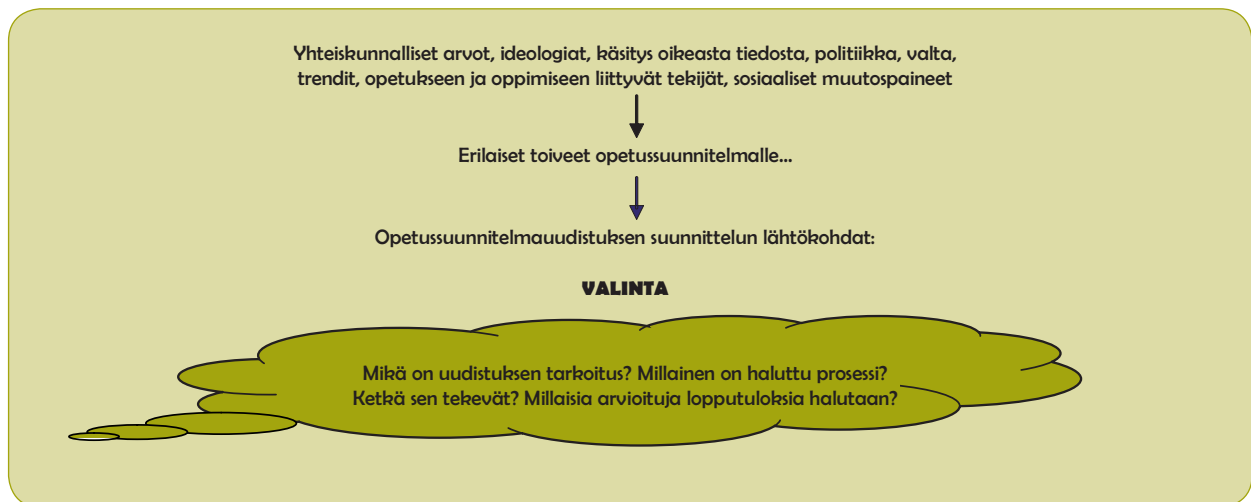 Yhteiskunnalliset arvot, ideologiat, käsitys oikeasta tiedosta, politiikka, valta,
trendit, opetukseen ja oppimiseen liittyvät tekijät, sosiaaliset muutospaineet
Erilaiset toiveet opetussuunnitelmalle...
Opetussuunnitelmauudistuksen suunnittelun lähtökohdat:
VALINTA
Mikä on uudistuksen tarkoitus? Millainen on haluttu prosessi?
Ketkä sen tekevät? Millaisia arvioituja lopputuloksia halutaan?